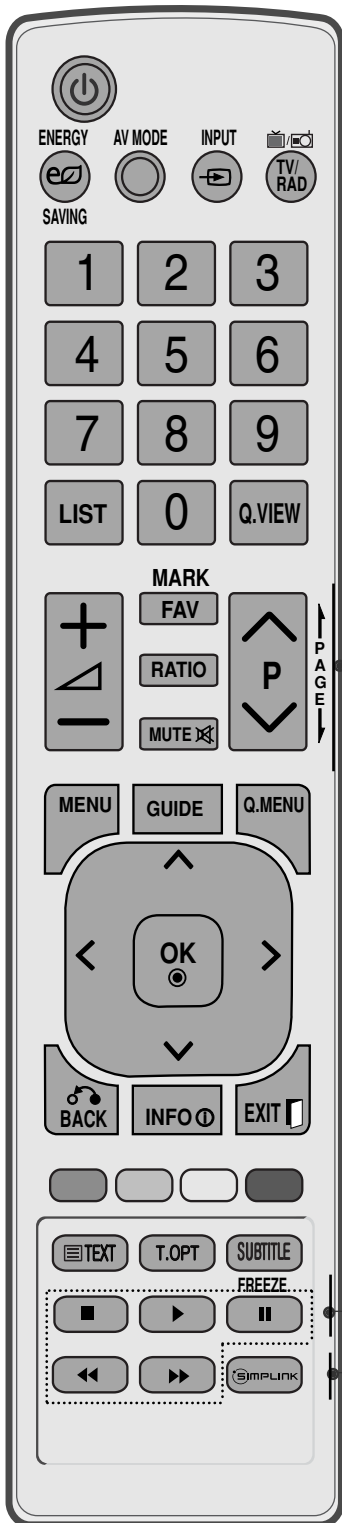 ENERGY AV MODE INPUT
TV/
RAD
SAVING
1 2 3
4 5 6
7 8 9
LIST 0 Q.VIEW
MARK
FAV
RATIO P
MUTE
PAGE
MENU GUIDE Q.MENU
OK
BACK INFO EXIT
TEXT T.OPT SUBTITLE
FREEZE
SIMPLINK